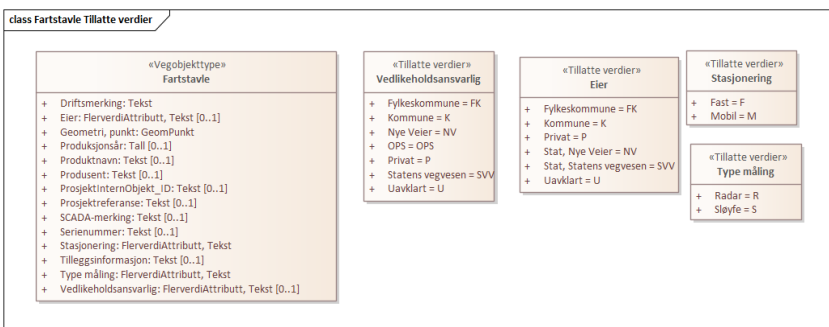 class Fartstavle Tillatte verdier
«Vegobjekttype»
Fartstavle
+ Driftsmerking: Tekst
+ Eier: FlerverdiAttributt, Tekst [0..1]
+ Geometri, punkt: GeomPunkt
+ Produksjonsår: Tall [0..1]
+ Produktnavn: Tekst [0..1]
+ Produsent: Tekst [0..1]
+ ProsjektInternObjekt_ID: Tekst [0..1]
+ Prosjektreferanse: Tekst [0..1]
+ SCADA-merking: Tekst [0..1]
+ Serienummer: Tekst [0..1]
+ Stasjonering: FlerverdiAttributt, Tekst
+ Tilleggsinformasjon: Tekst [0..1]
+ Type måling: FlerverdiAttributt, Tekst
+ Vedlikeholdsansvarlig: FlerverdiAttributt, Tekst [0..1]
«Tillatte verdier»
Vedlikeholdsansvarlig
+ Fylkeskommune = FK
+ Kommune = K
+ Nye Veier = NV
+ OPS = OPS
+ Privat = P
+ Statens vegvesen = SVV
+ Uavklart = U
«Tillatte verdier»
Eier
+ Fylkeskommune = FK
+ Kommune = K
+ Privat = P
+ Stat, Nye Veier = NV
+ Stat, Statens vegvesen = SVV
+ Uavklart = U
«Tillatte verdier»
Stasjonering
+ Fast = F
+ Mobil = M
«Tillatte verdier»
Type måling
+ Radar = R
+ Sløyfe = S